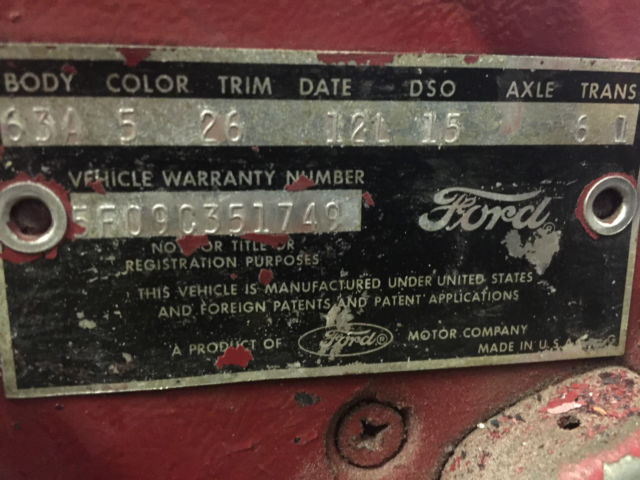 BODY COLOR TRIM DATE DSO AXLE TRANS
63A 5 26 12L 15 6 1
VEHICLE WARRANTY NUMBER
5F09C351749
Ford
NOT FOR TITLE OR
REGISTRATION PURPOSES
THIS VEHICLE IS MANUFACTURED UNDER UNITED STATES
AND FOREIGN PATENTS AND PATENT APPLICATIONS
A PRODUCT OF Ford® MOTOR COMPANY
MADE IN U.S.A.